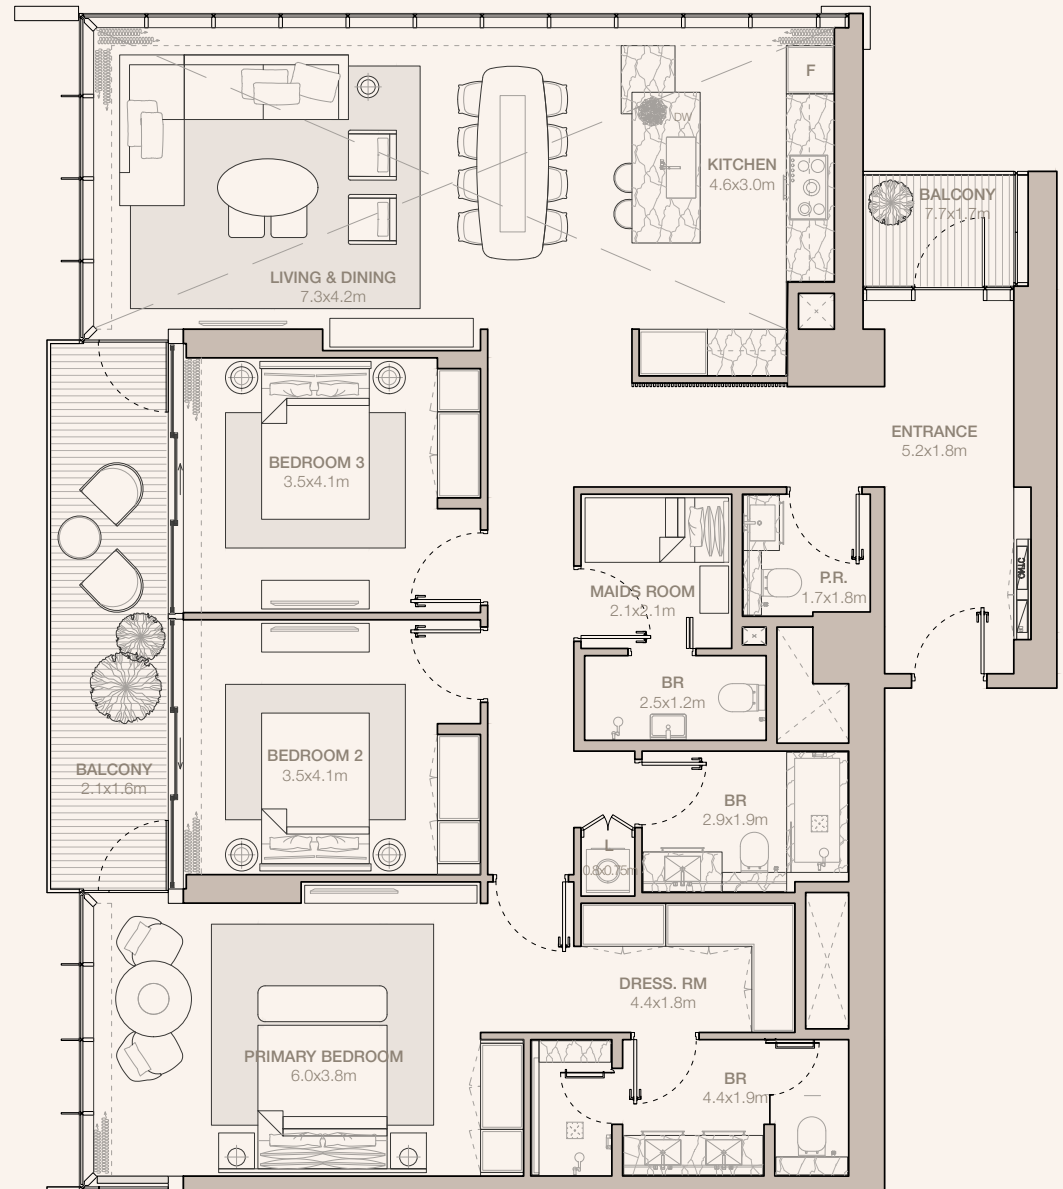 F
DW
KITCHEN
4.6x3.0m
BALCONY
7.7x1.7m
LIVING & DINING
7.3x4.2m
ENTRANCE
5.2x1.8m
BEDROOM 3
3.5x4.1m
MAIDS ROOM
2.1x2.1m
P.R.
1.7x1.8m
BR
2.5x1.2m
BEDROOM 2
3.5x4.1m
BALCONY
2.1x1.6m
BR
2.9x1.9m
L
0.8x0.75m
DRESS. RM
4.4x1.8m
PRIMARY BEDROOM
6.0x3.8m
BR
4.4x1.9m